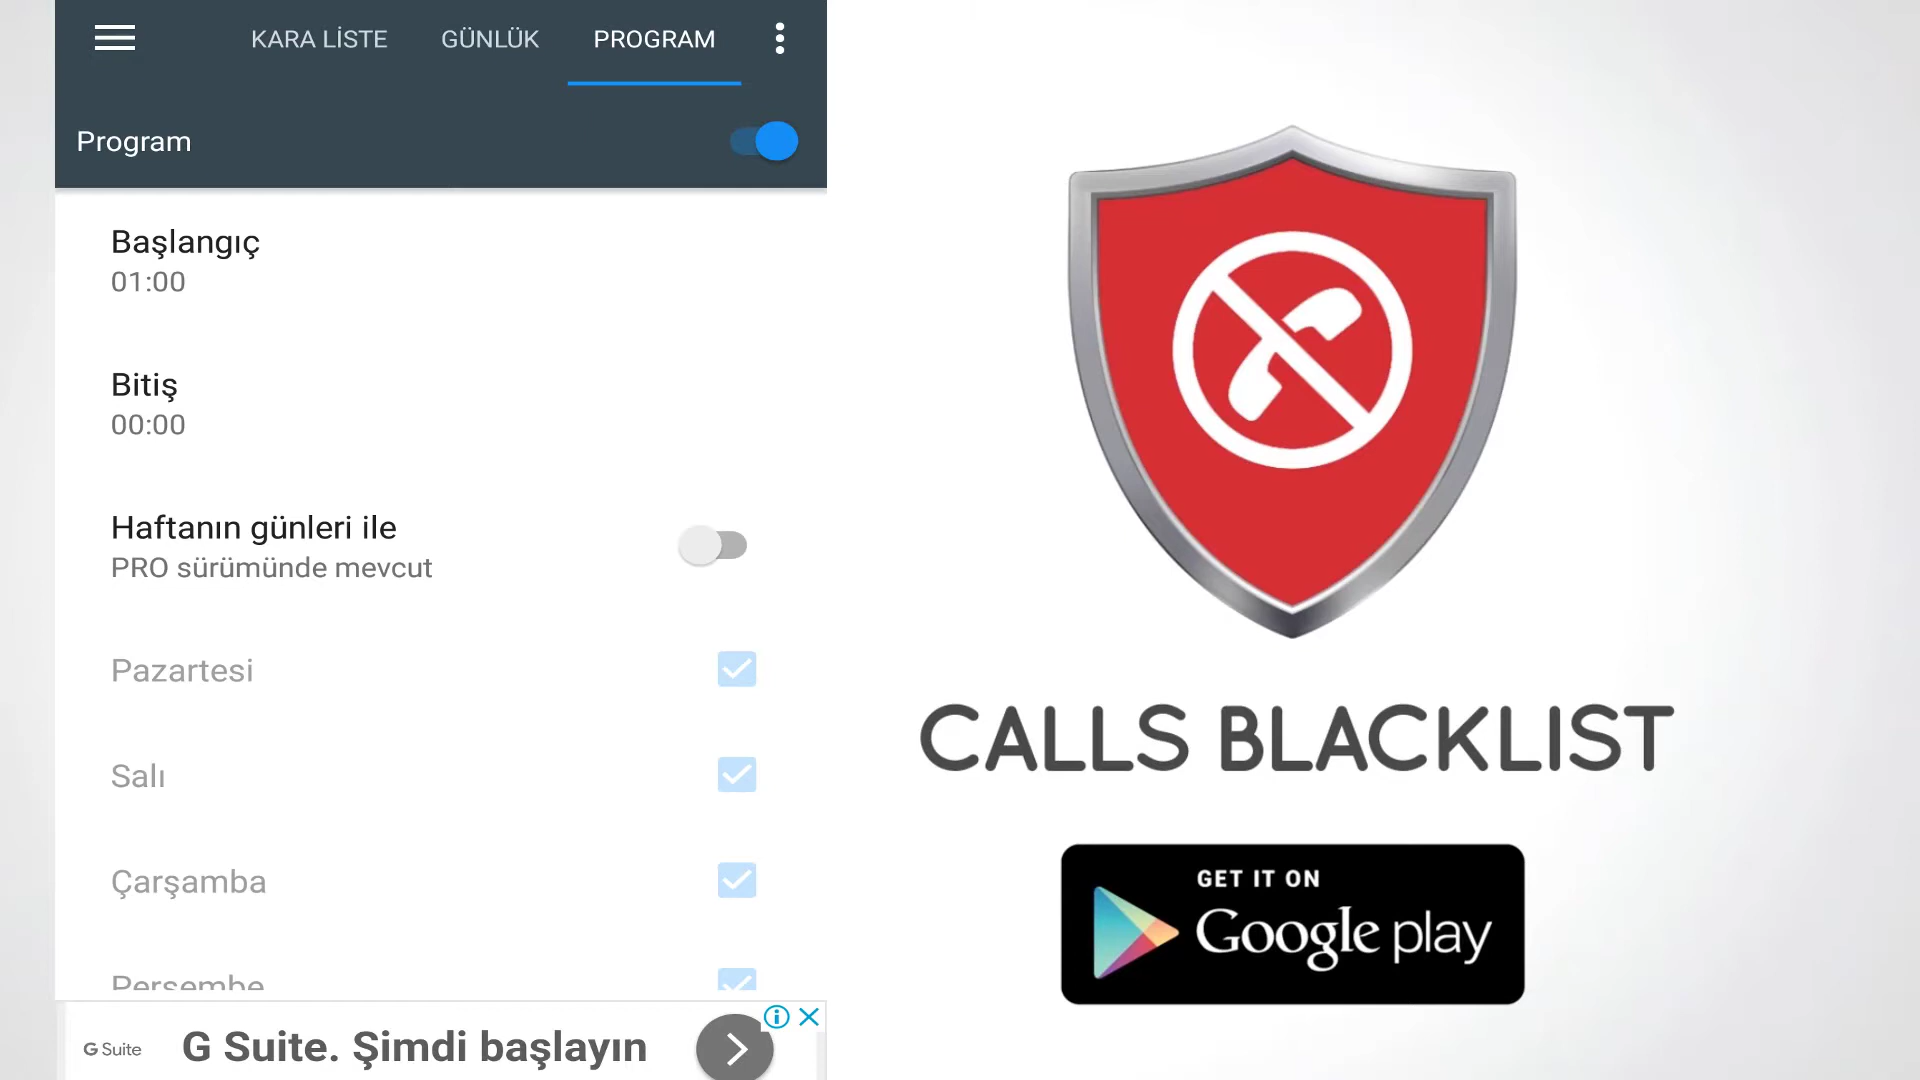 KARA LİSTE GÜNLÜK PROGRAM
Program
Başlangıç
01:00
Bitiş
00:00
Haftanın günleri ile
PRO sürümünde mevcut
Pazartesi
Salı
Çarşamba
Perşembe
G Suite
G Suite. Şimdi başlayın
CALLS BLACKLIST
GET IT ON
Google play